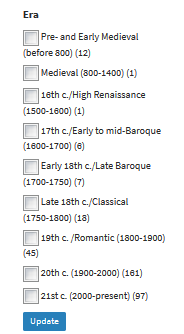 Era
Pre- and Early Medieval
(before 800) (12)
Medieval (800-1400) (1)
16th c./High Renaissance
(1500-1600) (1)
17th c./Early to mid-Baroque
(1600-1700) (6)
Early 18th c./Late Baroque
(1700-1750) (7)
Late 18th c./Classical
(1750-1800) (18)
19th c. /Romantic (1800-1900)
(45)
20th c. (1900-2000) (161)
21st c. (2000-present) (97)
Update